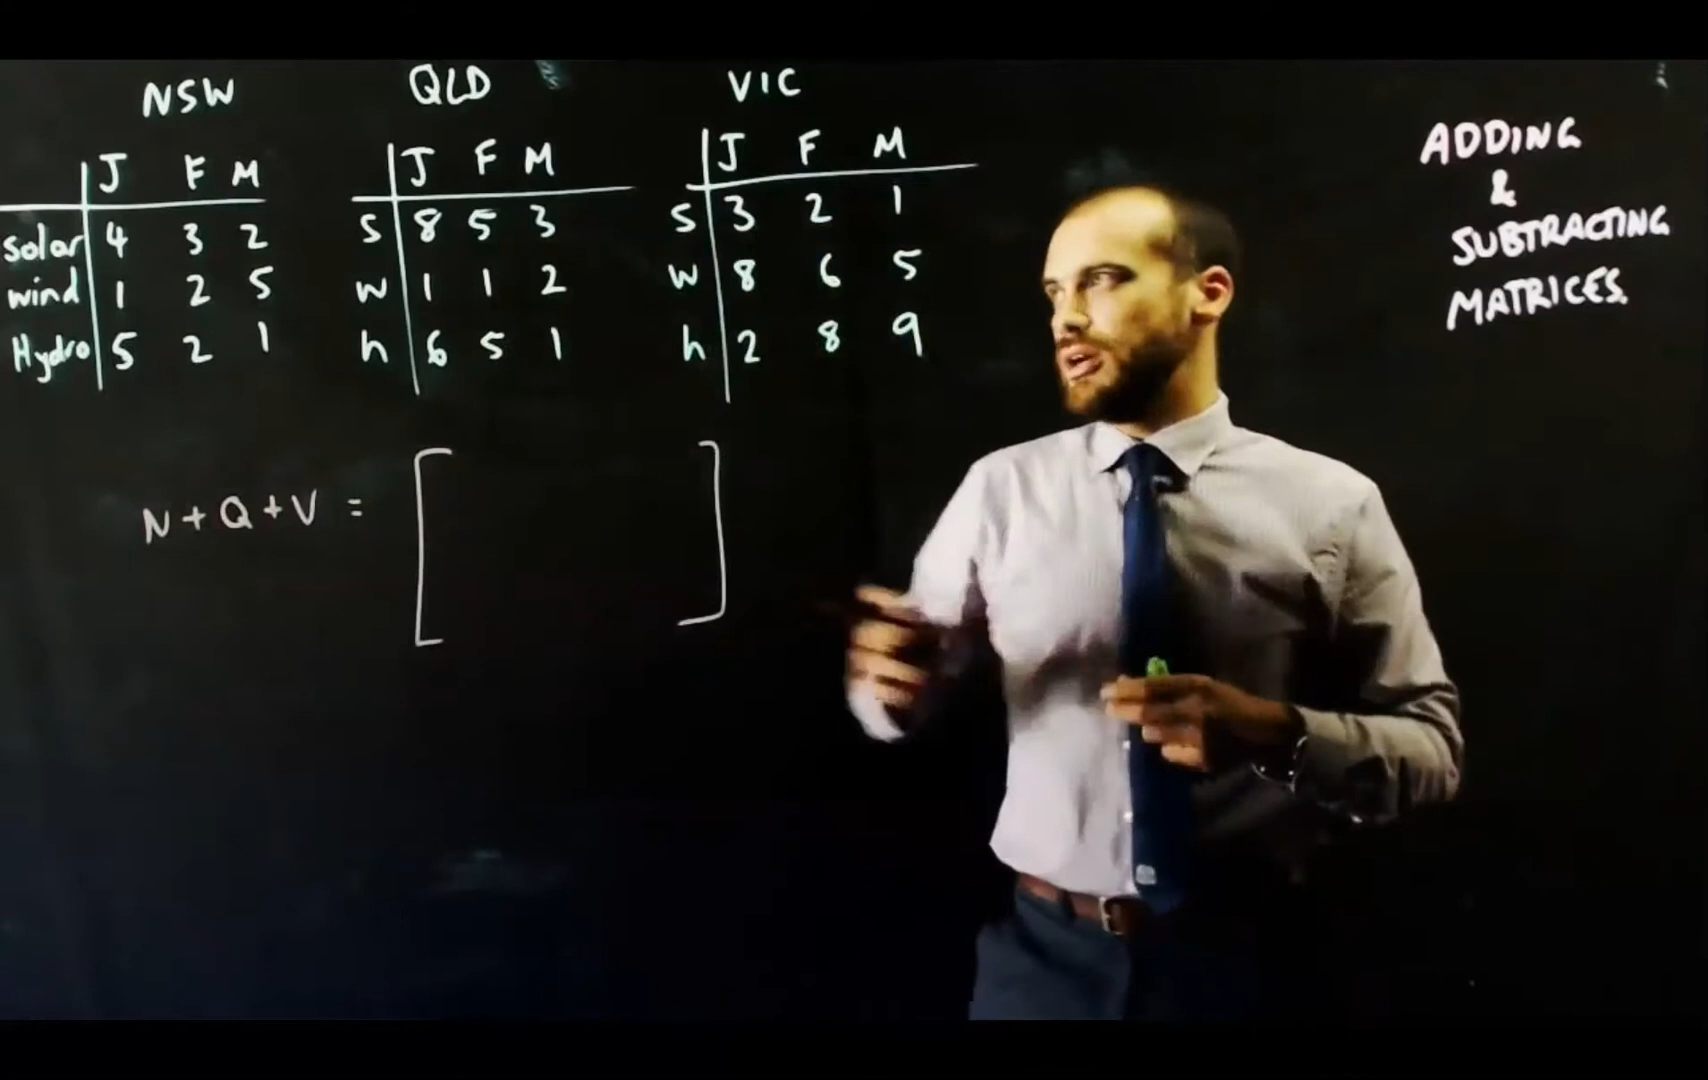 NSW QLD VIC
J F M J F M J F M
Solar 4 3 2 S 8 5 3 S 3 2 1
wind 1 2 5 W 1 1 2 W 8 6 5
Hydro 5 2 1 h 6 5 1 h 2 8 9
N + Q + V = [ ]
ADDING
&
SUBTRACTING
MATRICES.